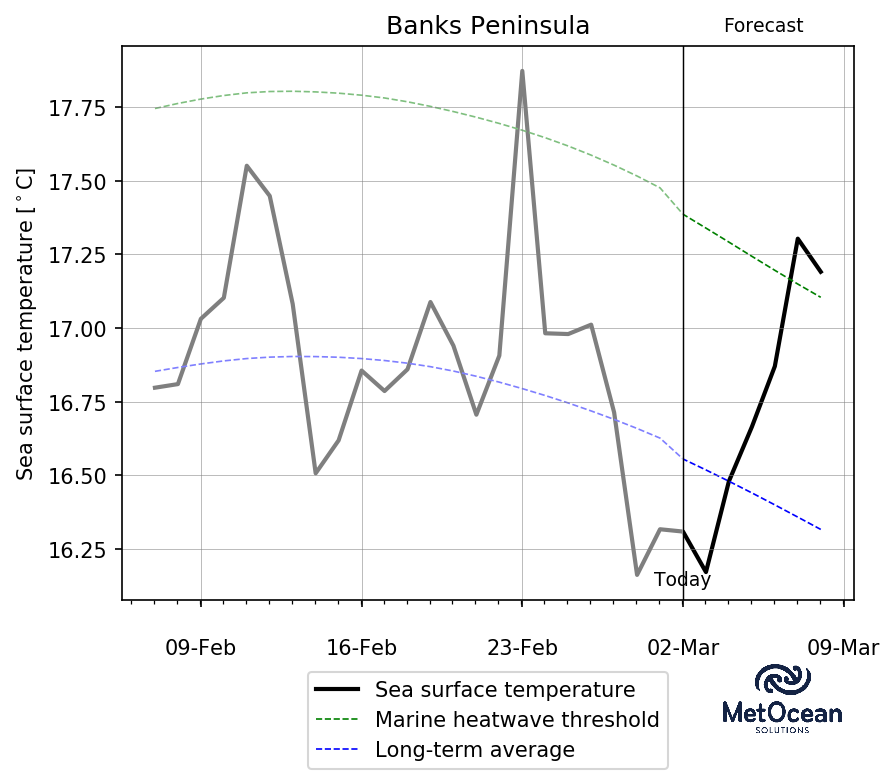 Banks Peninsula
Forecast
Sea surface temperature [°C]
17.75
17.50
17.25
17.00
16.75
16.50
16.25
Today
09-Feb
16-Feb
23-Feb
02-Mar
09-Mar
Sea surface temperature
Marine heatwave threshold
Long-term average
MetOcean
SOLUTIONS